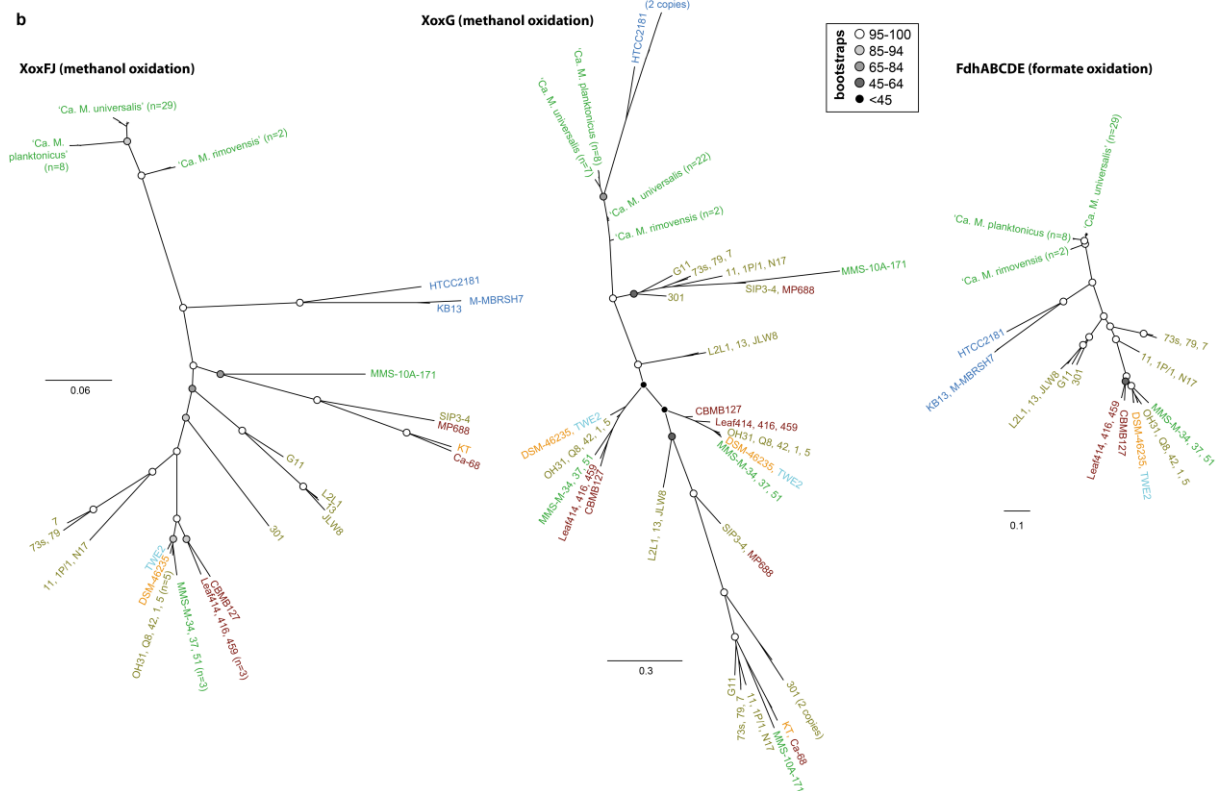 b
XoxFJ (methanol oxidation)
'Ca. M. universalis' (n=29)
'Ca. M.
planktonicus'
(n=8)
'Ca. M. rimovensis' (n=2)
HTCC2181
M-MBRSH7
KB13
0.06
MMS-10A-171
SIP3-4
MP688
KT
Ca-68
G11
L2L1
13
JLW8
301
7
73s, 79
11, 1P/1, N17
TWE2
DSM-46235
OH31, Q8, 42, 1, 5 (n=5)
MMS-M-34, 37, 51 (n=3)
Leaf414, 416, 459 (n=3)
CBMB127
XoxG (methanol oxidation)
(2 copies)
HTCC2181
'Ca. M. planktonicus (n=8)
'Ca. M. universalis (n=7)
'Ca. M. universalis (n=22)
'Ca. M. rimovensis (n=2)
G11
73s, 79, 7
11, 1P/1, N17
MMS-10A-171
SIP3-4, MP688
301
L2L1, 13, JLW8
CBMB127
Leaf414, 416, 459
OH31, Q8, 42, 1, 5
DSM-46235, TWE2
MMS-M-34, 37, 51
DSM-46235, TWE2
OH31, Q8, 42, 1, 5
MMS-M-34, 37, 51
Leaf414, 416, 459
CBMB127
L2L1, 13, JLW8
SIP3-4, MP688
0.3
301 (2 copies)
G11
73s, 79, 7
11, 1P/1, N17
KT, Ca-68
MMS-10A-171
bootstraps
95-100
85-94
65-84
45-64
<45
FdhABCDE (formate oxidation)
'Ca. M. universalis' (n=29)
'Ca. M. planktonicus (n=8)
'Ca. M. rimovensis (n=2)
HTCC2181
KB13, M-MBRSH7
L2L1, 13, JLW8
G11
301
73s, 79, 7
11, 1P/1, N17
MMS-M-34, 37, 51
OH31, Q8, 42, 1, 5
DSM-46235, TWE2
CBMB127
Leaf414, 416, 459
0.1